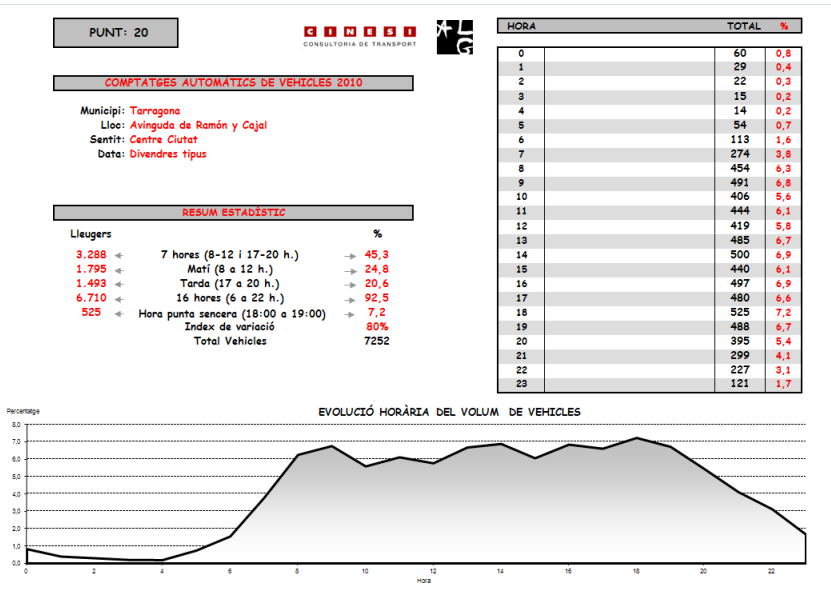 PUNT: 20
CINESI
CONSULTORIA DE TRANSPORT
ALG
COMPTATGES AUTOMÀTICS DE VEHICLES 2010
Municipi: Tarragona
Lloc: Avinguda de Ramón y Cajal
Sentit: Centre Ciutat
Data: Divendres tipus
RESUM ESTADÍSTIC
Lleugers %
3.288 7 hores (8-12 i 17-20 h.) 45,3
1.795 Matí (8 a 12 h.) 24,8
1.493 Tarda (17 a 20 h.) 20,6
6.710 16 hores (6 a 22 h.) 92,5
525 Hora punta sencera (18:00 a 19:00) 7,2
Index de variació 80%
Total Vehicles 7252
HORA TOTAL %
0 60 0,8
1 29 0,4
2 22 0,3
3 15 0,2
4 14 0,2
5 54 0,7
6 113 1,6
7 274 3,8
8 454 6,3
9 491 6,8
10 406 5,6
11 444 6,1
12 419 5,8
13 485 6,7
14 500 6,9
15 440 6,1
16 497 6,9
17 480 6,6
18 525 7,2
19 488 6,7
20 395 5,4
21 299 4,1
22 227 3,1
23 121 1,7
EVOLUCIÓ HORÀRIA DEL VOLUM DE VEHICLES
Percentatge
8,0
7,0
6,0
5,0
4,0
3,0
2,0
1,0
0,0
0 2 4 6 8 10 12 14 16 18 20 22
Hora